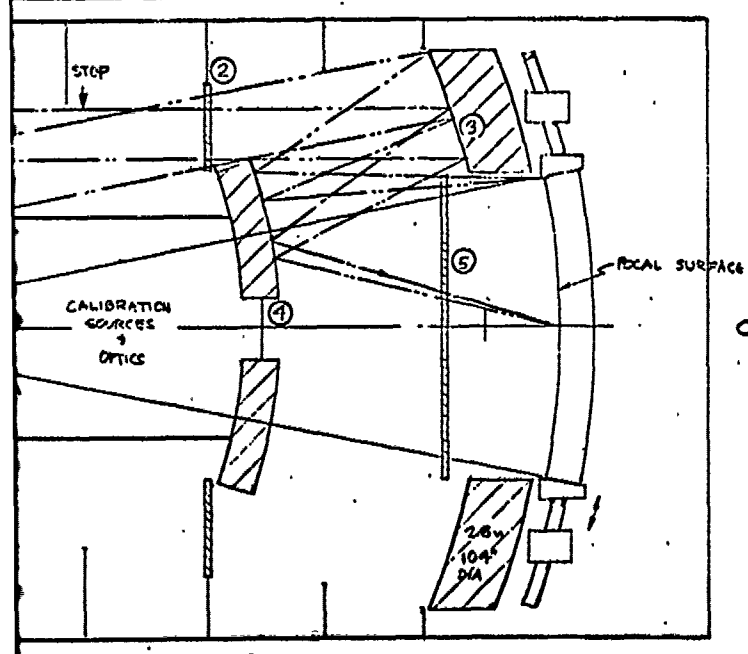 STOP
②
③
⑤
FOCAL SURFACE
CALIBRATION
SOURCES
&
OPTICS
④
104"
DIA